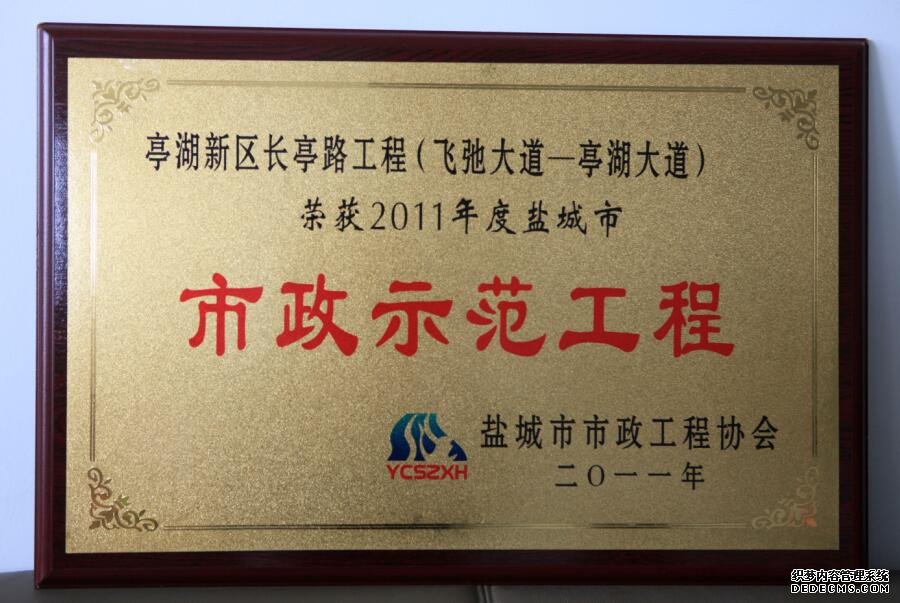 亭湖新区长亭路工程(飞弛大道—亭湖大道)
荣获2011年度盐城市
市政示范工程
YCSZXH
盐城市市政工程协会
二〇一一年
织梦内容管理系统
DEDECMS.COM